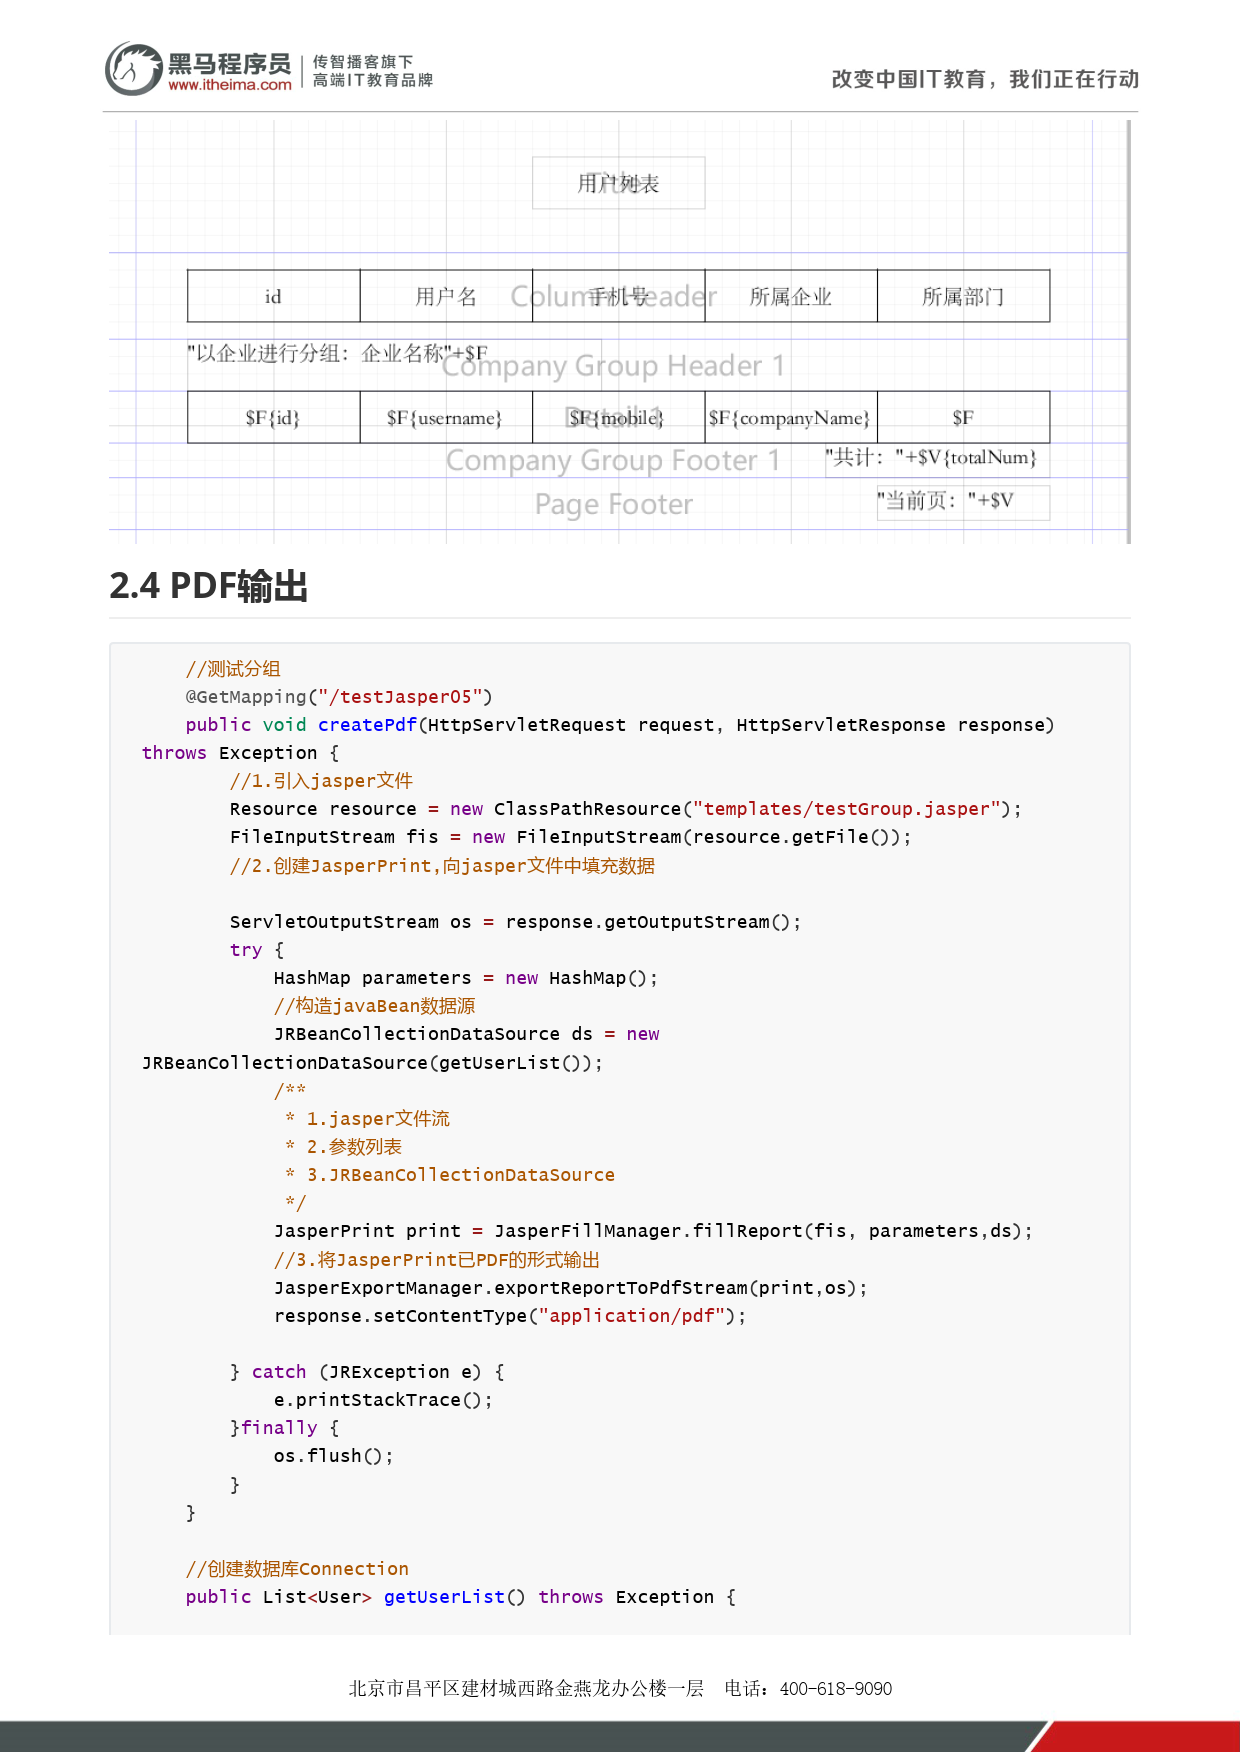 黑马程序员
www.itheima.com
传智播客旗下
高端IT教育品牌
改变中国IT教育，我们正在行动
Title
用户列表
Column Header
id 用户名 手机号 所属企业 所属部门
"以企业进行分组：企业名称"+$F
Company Group Header 1
Detail 1
$F{id} $F{username} $F{mobile} $F{companyName} $F
Company Group Footer 1
"共计："+$V{totalNum}
Page Footer
"当前页："+$V
2.4 PDF输出
//测试分组
@GetMapping("/testJasper05")
public void createPdf(HttpServletRequest request, HttpServletResponse response)
throws Exception {
//1.引入jasper文件
Resource resource = new ClassPathResource("templates/testGroup.jasper");
FileInputStream fis = new FileInputStream(resource.getFile());
//2.创建JasperPrint,向jasper文件中填充数据
ServletOutputStream os = response.getOutputStream();
try {
HashMap parameters = new HashMap();
//构造javaBean数据源
JRBeanCollectionDataSource ds = new
JRBeanCollectionDataSource(getUserList());
/**
* 1.jasper文件流
* 2.参数列表
* 3.JRBeanCollectionDataSource
*/
JasperPrint print = JasperFillManager.fillReport(fis, parameters,ds);
//3.将JasperPrint已PDF的形式输出
JasperExportManager.exportReportToPdfStream(print,os);
response.setContentType("application/pdf");
} catch (JRException e) {
e.printStackTrace();
}finally {
os.flush();
}
}
//创建数据库Connection
public List<User> getUserList() throws Exception {
北京市昌平区建材城西路金燕龙办公楼一层 电话：400-618-9090